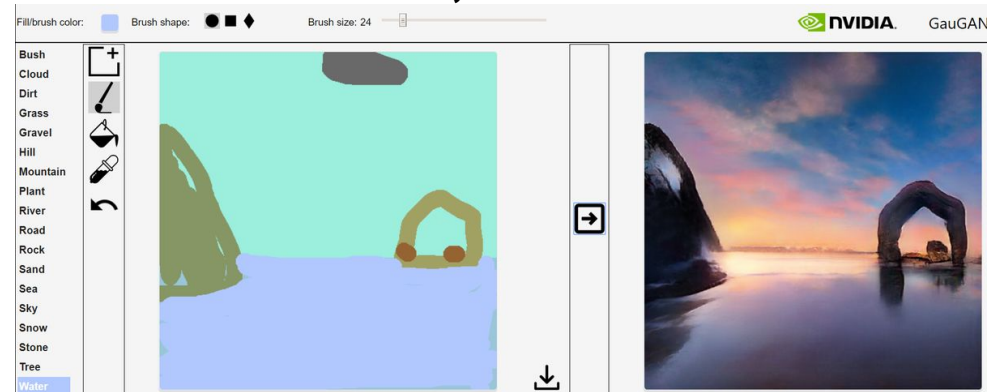 Fill/brush color: Brush shape: Brush size: 24 NVIDIA. GauGAN
Bush
Cloud
Dirt
Grass
Gravel
Hill
Mountain
Plant
River
Road
Rock
Sand
Sea
Sky
Snow
Stone
Tree
Water